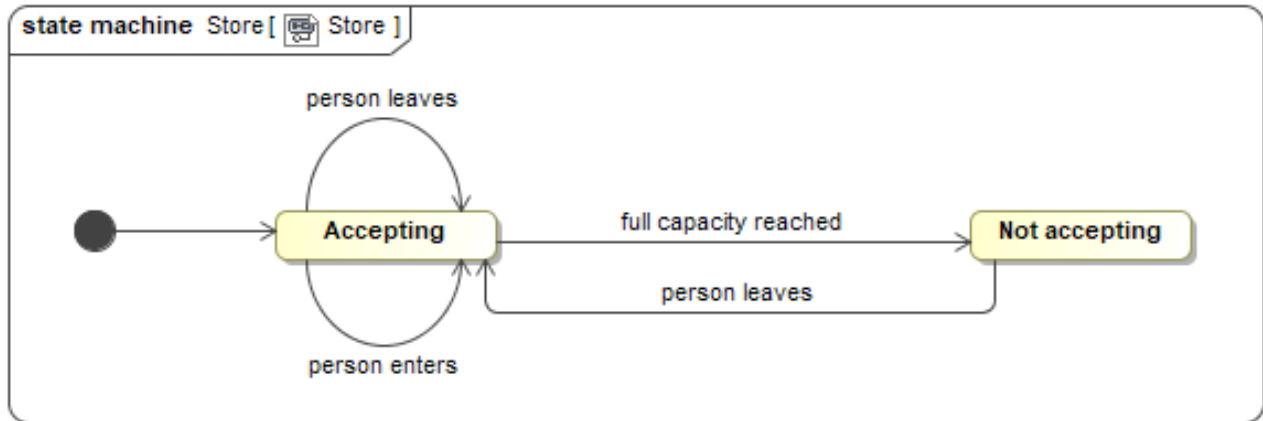 state machine Store [ Store ]
person leaves
Accepting
full capacity reached
Not accepting
person leaves
person enters